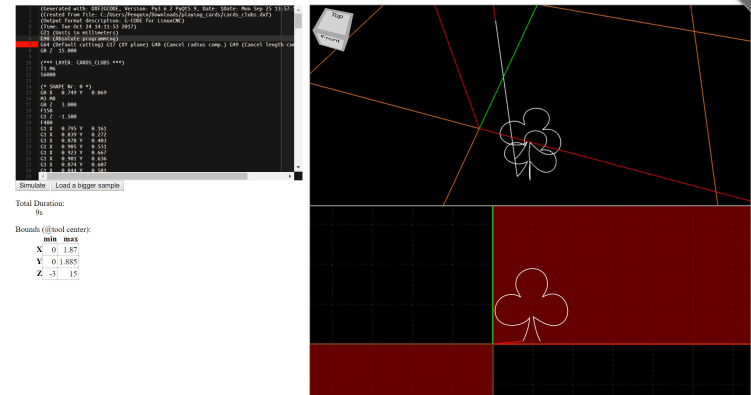 (Generated with: DXF2GCODE, Version: Py3.6.2 PyQt5.9, Date: $Date: Mon Sep 25 13:57:
(Created from file: C:/Users/Penguin/Downloads/playing_cards/cards_clubs.dxf)
(Output format description: G-CODE for LinuxCNC)
(Time: Tue Oct 24 14:11:53 2017)
G21 (Units in millimeters)
G90 (Absolute programming)
G64 (Default cutting) G17 (XY plane) G40 (Cancel radius comp.) G49 (Cancel length com
G0 Z 15.000
(*** LAYER: CARDS_CLUBS ***)
T1 M6
S6000
(* SHAPE Nr: 0 *)
G0 X 0.749 Y 0.069
M3 M8
G0 Z 3.000
F150
G1 Z -1.500
F400
G1 X 0.795 Y 0.161
G1 X 0.839 Y 0.272
G1 X 0.878 Y 0.403
G1 X 0.905 Y 0.531
G1 X 0.923 Y 0.667
G1 X 0.901 Y 0.636
G1 X 0.874 Y 0.607
G1 X 0.844 Y 0.581
Simulate Load a bigger sample
Total Duration:
9s
Bounds (@tool center):
min max
X 0 1.87
Y 0 1.885
Z -3 15
Top
Front